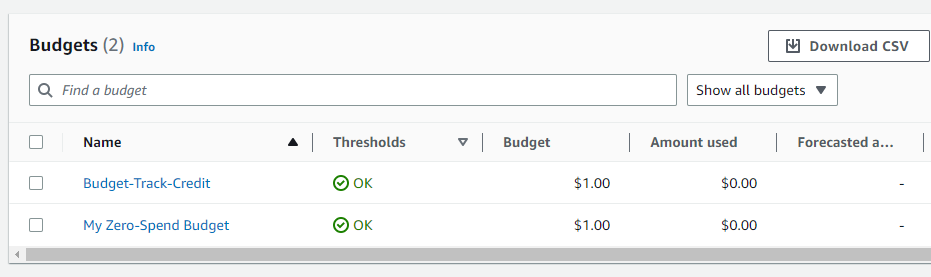 Budgets (2) Info
Download CSV
Find a budget
Show all budgets
Name Thresholds Budget Amount used Forecasted a...
Budget-Track-Credit OK $1.00 $0.00 -
My Zero-Spend Budget OK $1.00 $0.00 -